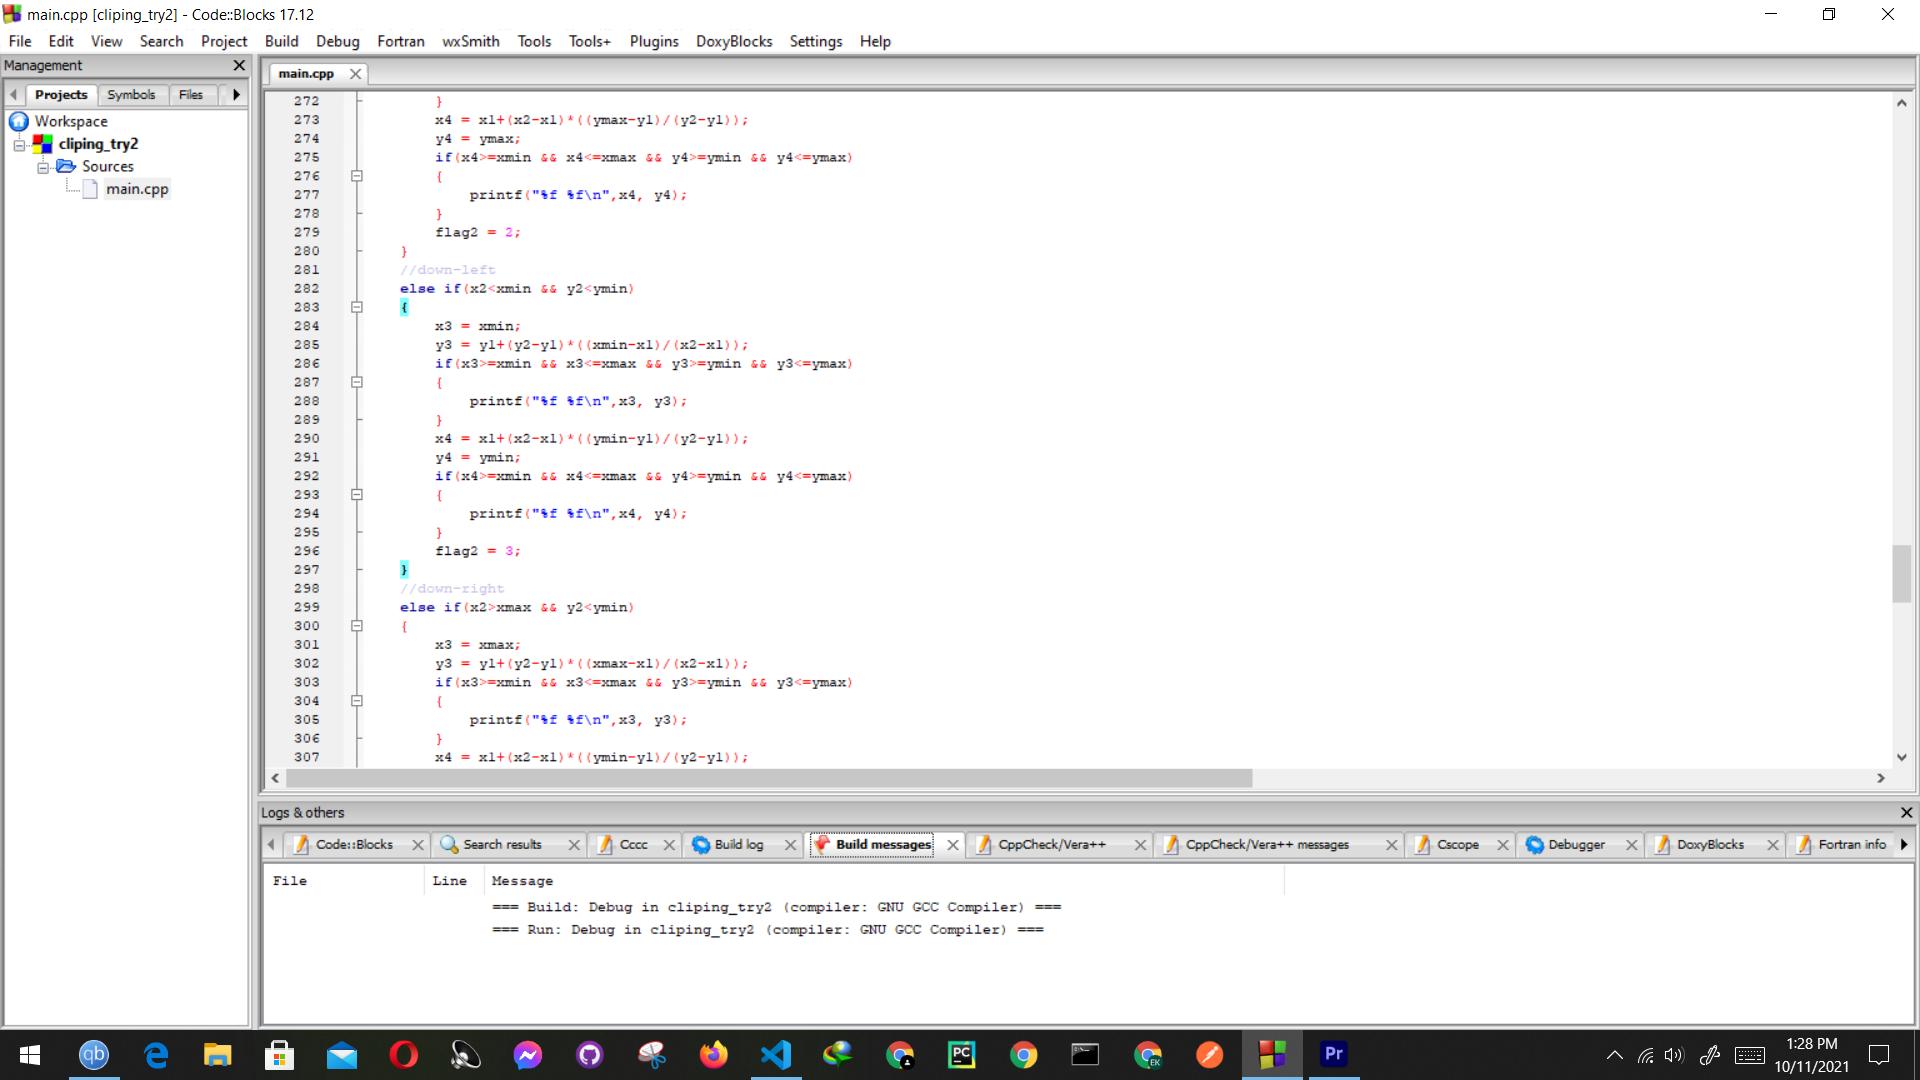 main.cpp [cliping_try2] - Code::Blocks 17.12
File Edit View Search Project Build Debug Fortran wxSmith Tools Tools+ Plugins DoxyBlocks Settings Help
Management
Projects Symbols Files
Workspace
cliping_try2
Sources
main.cpp
main.cpp
272 }
273 x4 = x1+(x2-x1)*((ymax-y1)/(y2-y1));
274 y4 = ymax;
275 if(x4>=xmin && x4<=xmax && y4>=ymin && y4<=ymax)
276 {
277 printf("%f %f\n",x4, y4);
278 }
279 flag2 = 2;
280 }
281 //down-left
282 else if(x2<xmin && y2<ymin)
283 {
284 x3 = xmin;
285 y3 = y1+(y2-y1)*((xmin-x1)/(x2-x1));
286 if(x3>=xmin && x3<=xmax && y3>=ymin && y3<=ymax)
287 {
288 printf("%f %f\n",x3, y3);
289 }
290 x4 = x1+(x2-x1)*((ymin-y1)/(y2-y1));
291 y4 = ymin;
292 if(x4>=xmin && x4<=xmax && y4>=ymin && y4<=ymax)
293 {
294 printf("%f %f\n",x4, y4);
295 }
296 flag2 = 3;
297 }
298 //down-right
299 else if(x2>xmax && y2<ymin)
300 {
301 x3 = xmax;
302 y3 = y1+(y2-y1)*((xmax-x1)/(x2-x1));
303 if(x3>=xmin && x3<=xmax && y3>=ymin && y3<=ymax)
304 {
305 printf("%f %f\n",x3, y3);
306 }
307 x4 = x1+(x2-x1)*((ymin-y1)/(y2-y1));
Logs & others
Code::Blocks Search results Cccc Build log Build messages CppCheck/Vera++ CppCheck/Vera++ messages Cscope Debugger DoxyBlocks Fortran info
File Line Message
=== Build: Debug in cliping_try2 (compiler: GNU GCC Compiler) ===
=== Run: Debug in cliping_try2 (compiler: GNU GCC Compiler) ===
qb PC EK Pr
1:28 PM
10/11/2021